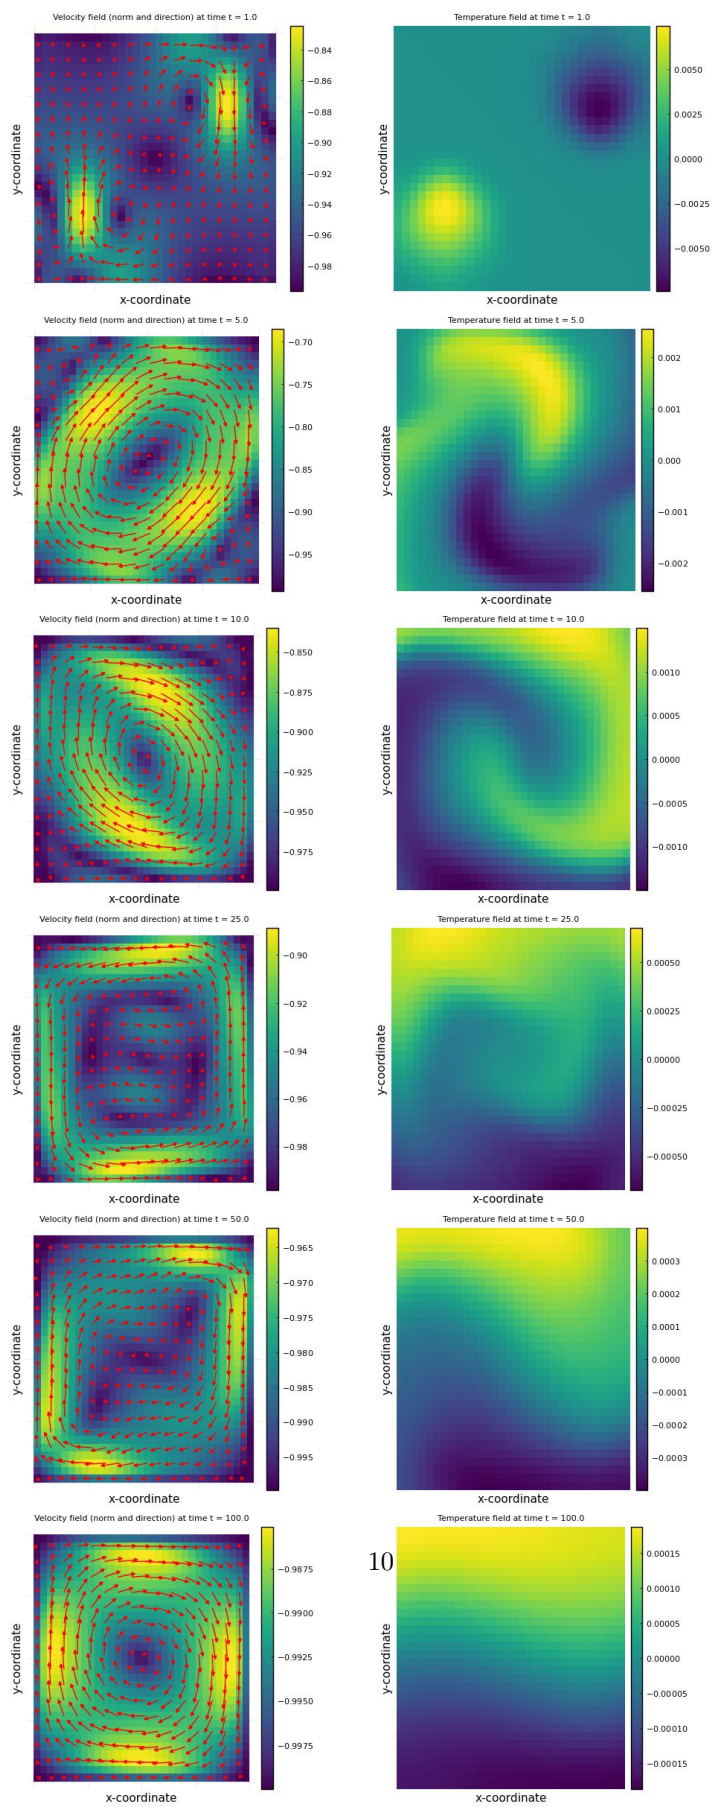 Velocity field (norm and direction) at time t = 1.0
Temperature field at time t = 1.0
y-coordinate
−0.84
−0.86
−0.88
−0.90
−0.92
−0.94
−0.96
−0.98
x-coordinate
y-coordinate
0.0050
0.0025
0.0000
−0.0025
−0.0050
x-coordinate
Velocity field (norm and direction) at time t = 5.0
Temperature field at time t = 5.0
y-coordinate
−0.70
−0.75
−0.80
−0.85
−0.90
−0.95
x-coordinate
y-coordinate
0.002
0.001
0.000
−0.001
−0.002
x-coordinate
Velocity field (norm and direction) at time t = 10.0
Temperature field at time t = 10.0
y-coordinate
−0.850
−0.875
−0.900
−0.925
−0.950
−0.975
x-coordinate
y-coordinate
0.0010
0.0005
0.0000
−0.0005
−0.0010
x-coordinate
Velocity field (norm and direction) at time t = 25.0
Temperature field at time t = 25.0
y-coordinate
−0.90
−0.92
−0.94
−0.96
−0.98
x-coordinate
y-coordinate
0.00050
0.00025
0.00000
−0.00025
−0.00050
x-coordinate
Velocity field (norm and direction) at time t = 50.0
Temperature field at time t = 50.0
y-coordinate
−0.965
−0.970
−0.975
−0.980
−0.985
−0.990
−0.995
x-coordinate
y-coordinate
0.0003
0.0002
0.0001
0.0000
−0.0001
−0.0002
−0.0003
x-coordinate
Velocity field (norm and direction) at time t = 100.0
Temperature field at time t = 100.0
y-coordinate
−0.9875
−0.9900
−0.9925
−0.9950
−0.9975
x-coordinate
10
y-coordinate
0.00015
0.00010
0.00005
0.00000
−0.00005
−0.00010
−0.00015
x-coordinate